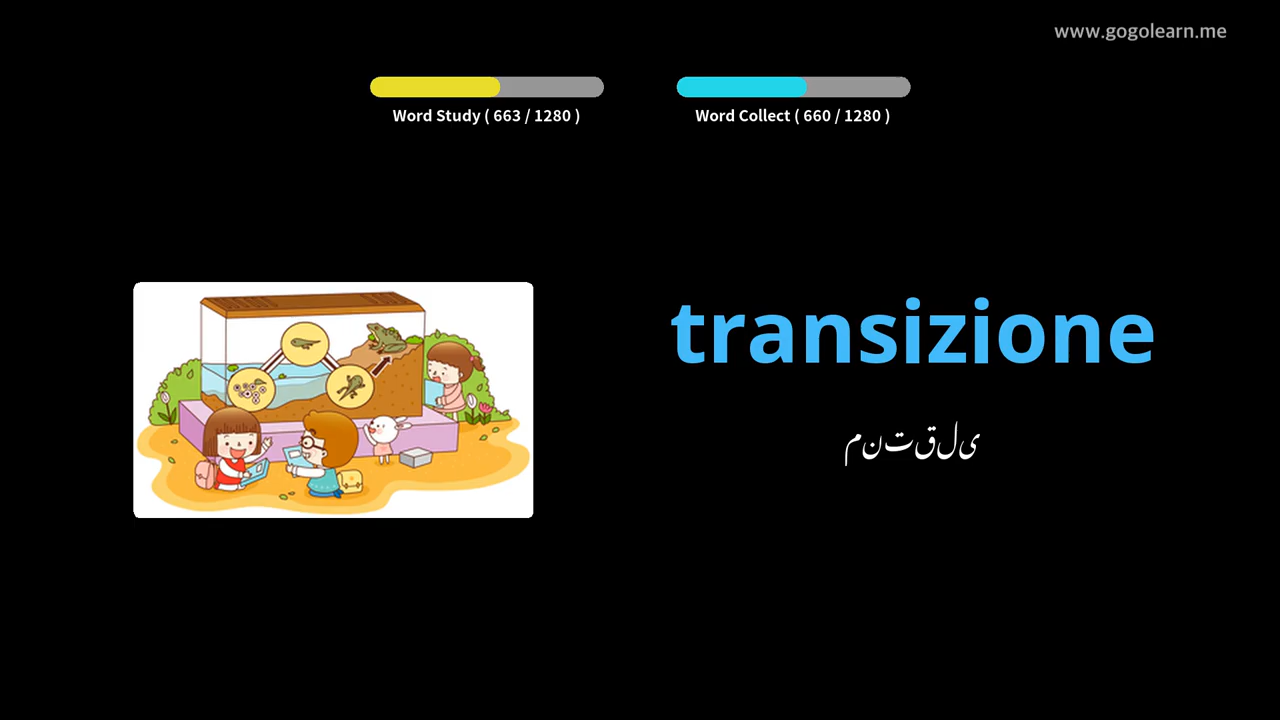 www.gogolearn.me
Word Study ( 663 / 1280 )
Word Collect ( 660 / 1280 )
transizione
منتقلی